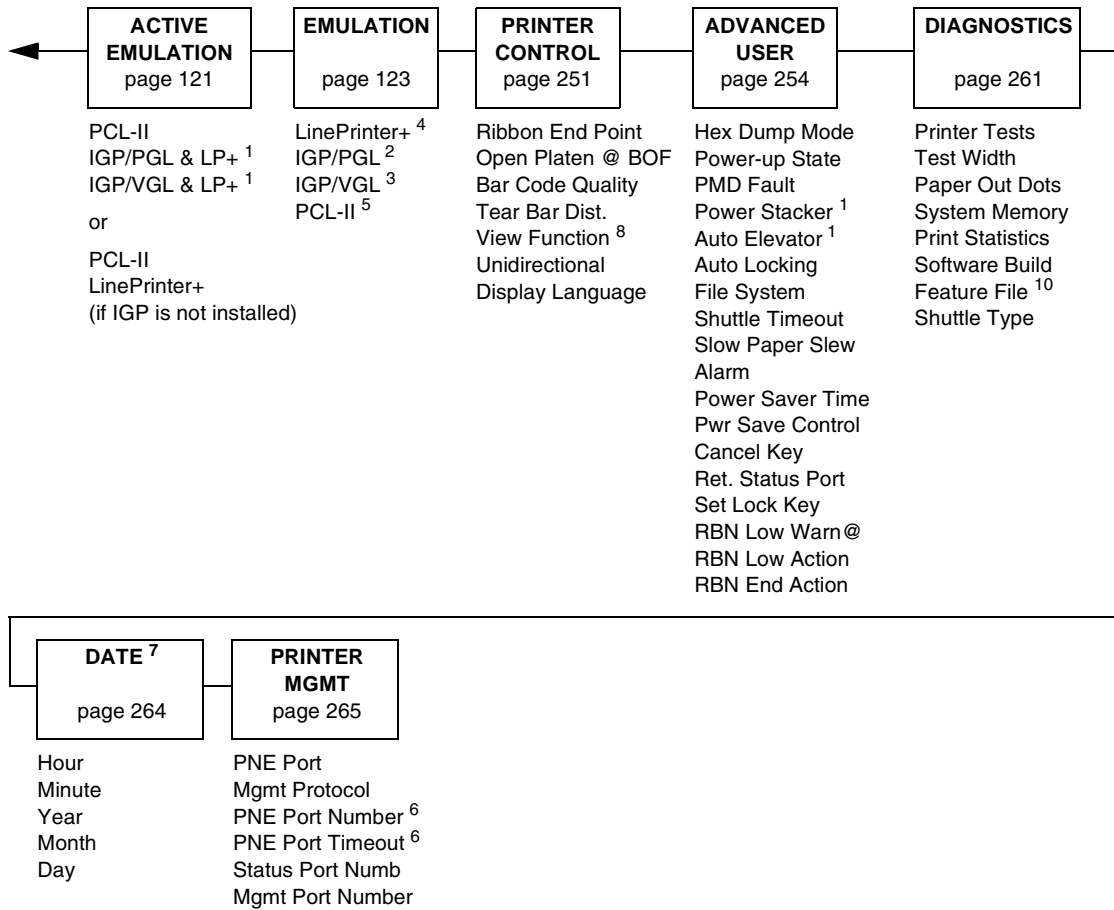 ACTIVE
EMULATION
page 121
PCL-II
IGP/PGL & LP+ 1
IGP/VGL & LP+ 1
or
PCL-II
LinePrinter+
(if IGP is not installed)
EMULATION
page 123
LinePrinter+ 4
IGP/PGL 2
IGP/VGL 3
PCL-II 5
PRINTER
CONTROL
page 251
Ribbon End Point
Open Platen @ BOF
Bar Code Quality
Tear Bar Dist.
View Function 8
Unidirectional
Display Language
ADVANCED
USER
page 254
Hex Dump Mode
Power-up State
PMD Fault
Power Stacker 1
Auto Elevator 1
Auto Locking
File System
Shuttle Timeout
Slow Paper Slew
Alarm
Power Saver Time
Pwr Save Control
Cancel Key
Ret. Status Port
Set Lock Key
RBN Low Warn@
RBN Low Action
RBN End Action
DIAGNOSTICS
page 261
Printer Tests
Test Width
Paper Out Dots
System Memory
Print Statistics
Software Build
Feature File 10
Shuttle Type
DATE 7
page 264
Hour
Minute
Year
Month
Day
PRINTER
MGMT
page 265
PNE Port
Mgmt Protocol
PNE Port Number 6
PNE Port Timeout 6
Status Port Numb
Mgmt Port Number